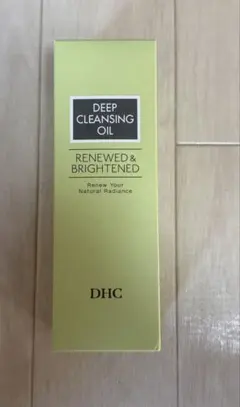 DEEP
CLEANSING
OIL
RENEWED &
BRIGHTENED
Renew Your
Natural Radiance
DHC